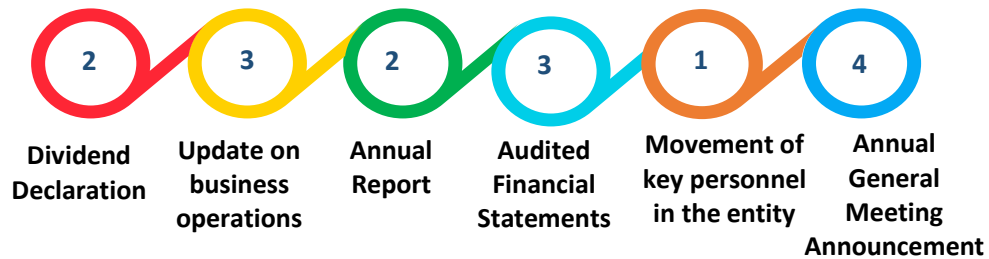 2
Dividend
Declaration
3
Update on
business
operations
2
Annual
Report
3
Audited
Financial
Statements
1
Movement of
key personnel
in the entity
4
Annual
General
Meeting
Announcement